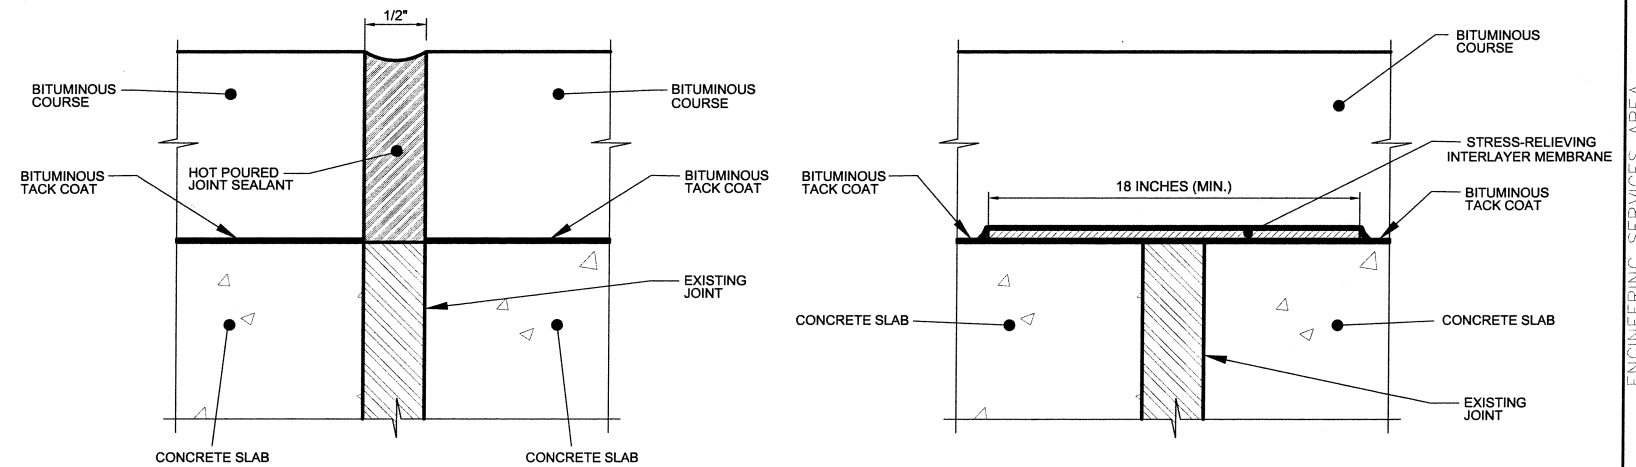 1/2"
BITUMINOUS
COURSE
BITUMINOUS
COURSE
HOT POURED
JOINT SEALANT
BITUMINOUS
TACK COAT
BITUMINOUS
TACK COAT
EXISTING
JOINT
CONCRETE SLAB
CONCRETE SLAB
BITUMINOUS
COURSE
STRESS-RELIEVING
INTERLAYER MEMBRANE
BITUMINOUS
TACK COAT
18 INCHES (MIN.)
BITUMINOUS
TACK COAT
CONCRETE SLAB
CONCRETE SLAB
EXISTING
JOINT
ENGINEERING SERVICES AREA